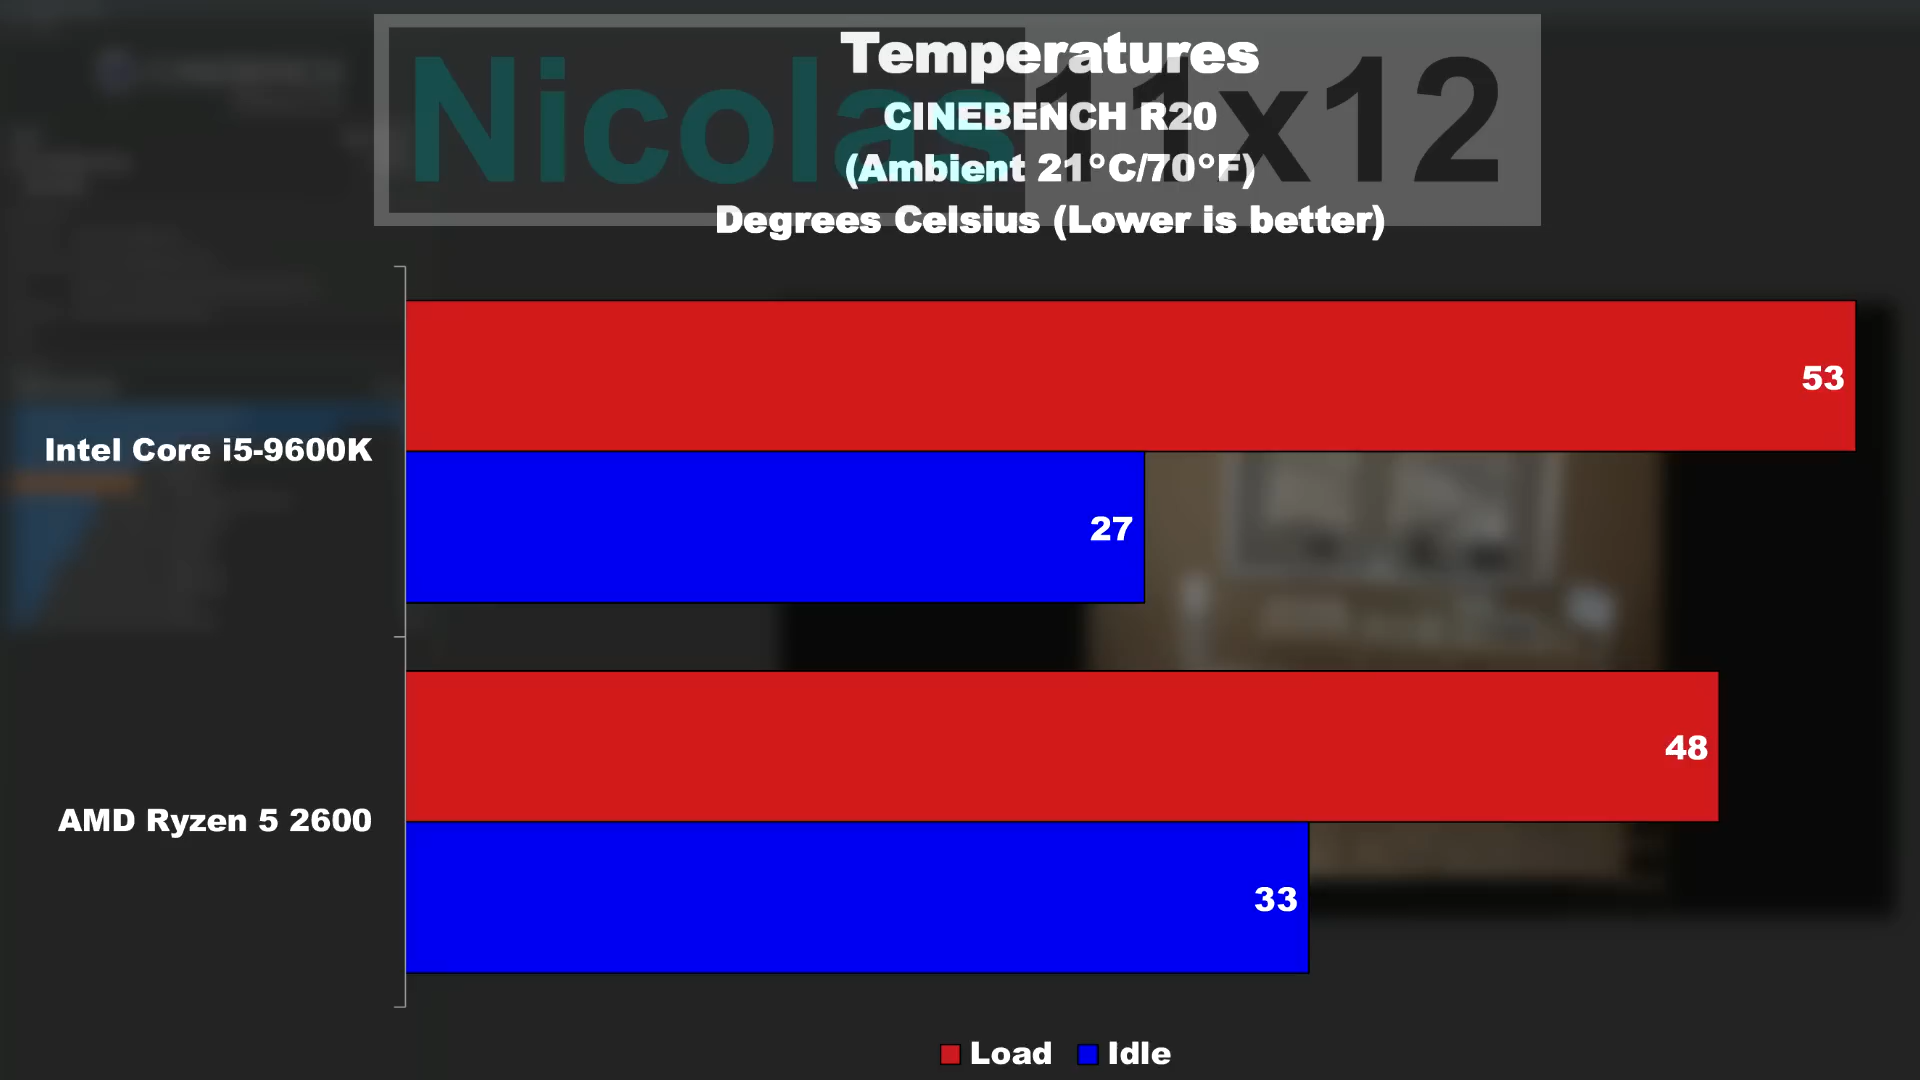 Nicolas11x12
Temperatures
CINEBENCH R20
(Ambient 21°C/70°F)
Degrees Celsius (Lower is better)
53
Intel Core i5-9600K
27
48
AMD Ryzen 5 2600
33
Load Idle